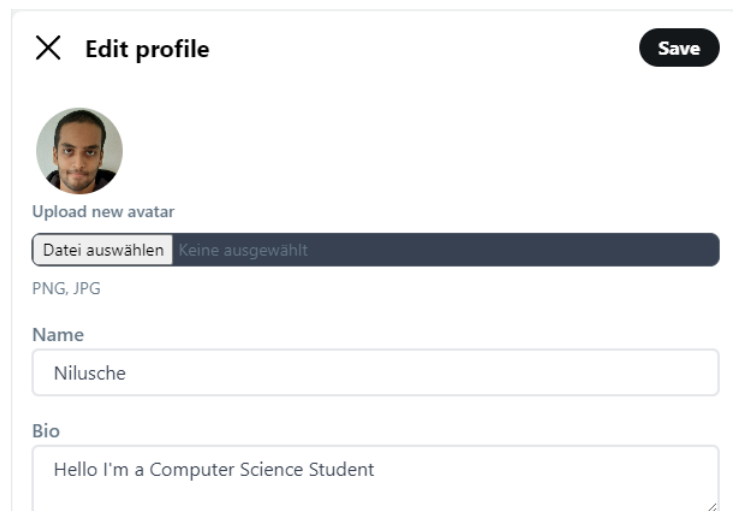 Edit profile
Save
Upload new avatar
Datei auswählen Keine ausgewählt
PNG, JPG
Name
Nilusche
Bio
Hello I'm a Computer Science Student